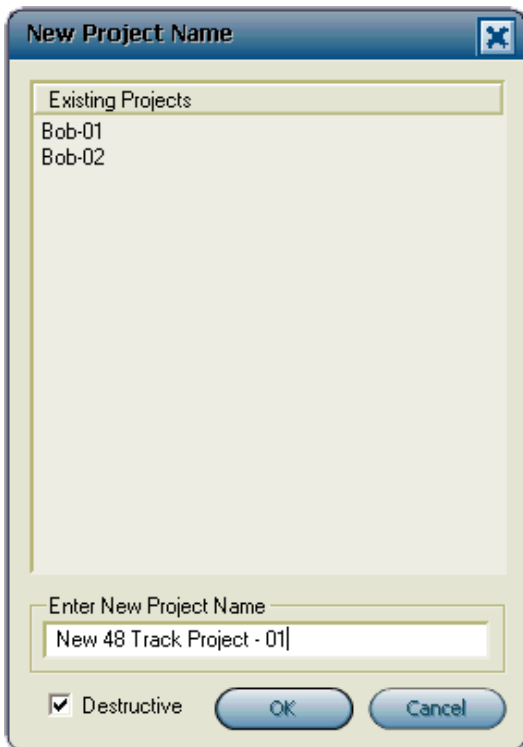 New Project Name
Existing Projects
Bob-01
Bob-02
Enter New Project Name
New 48 Track Project - 01
Destructive OK Cancel